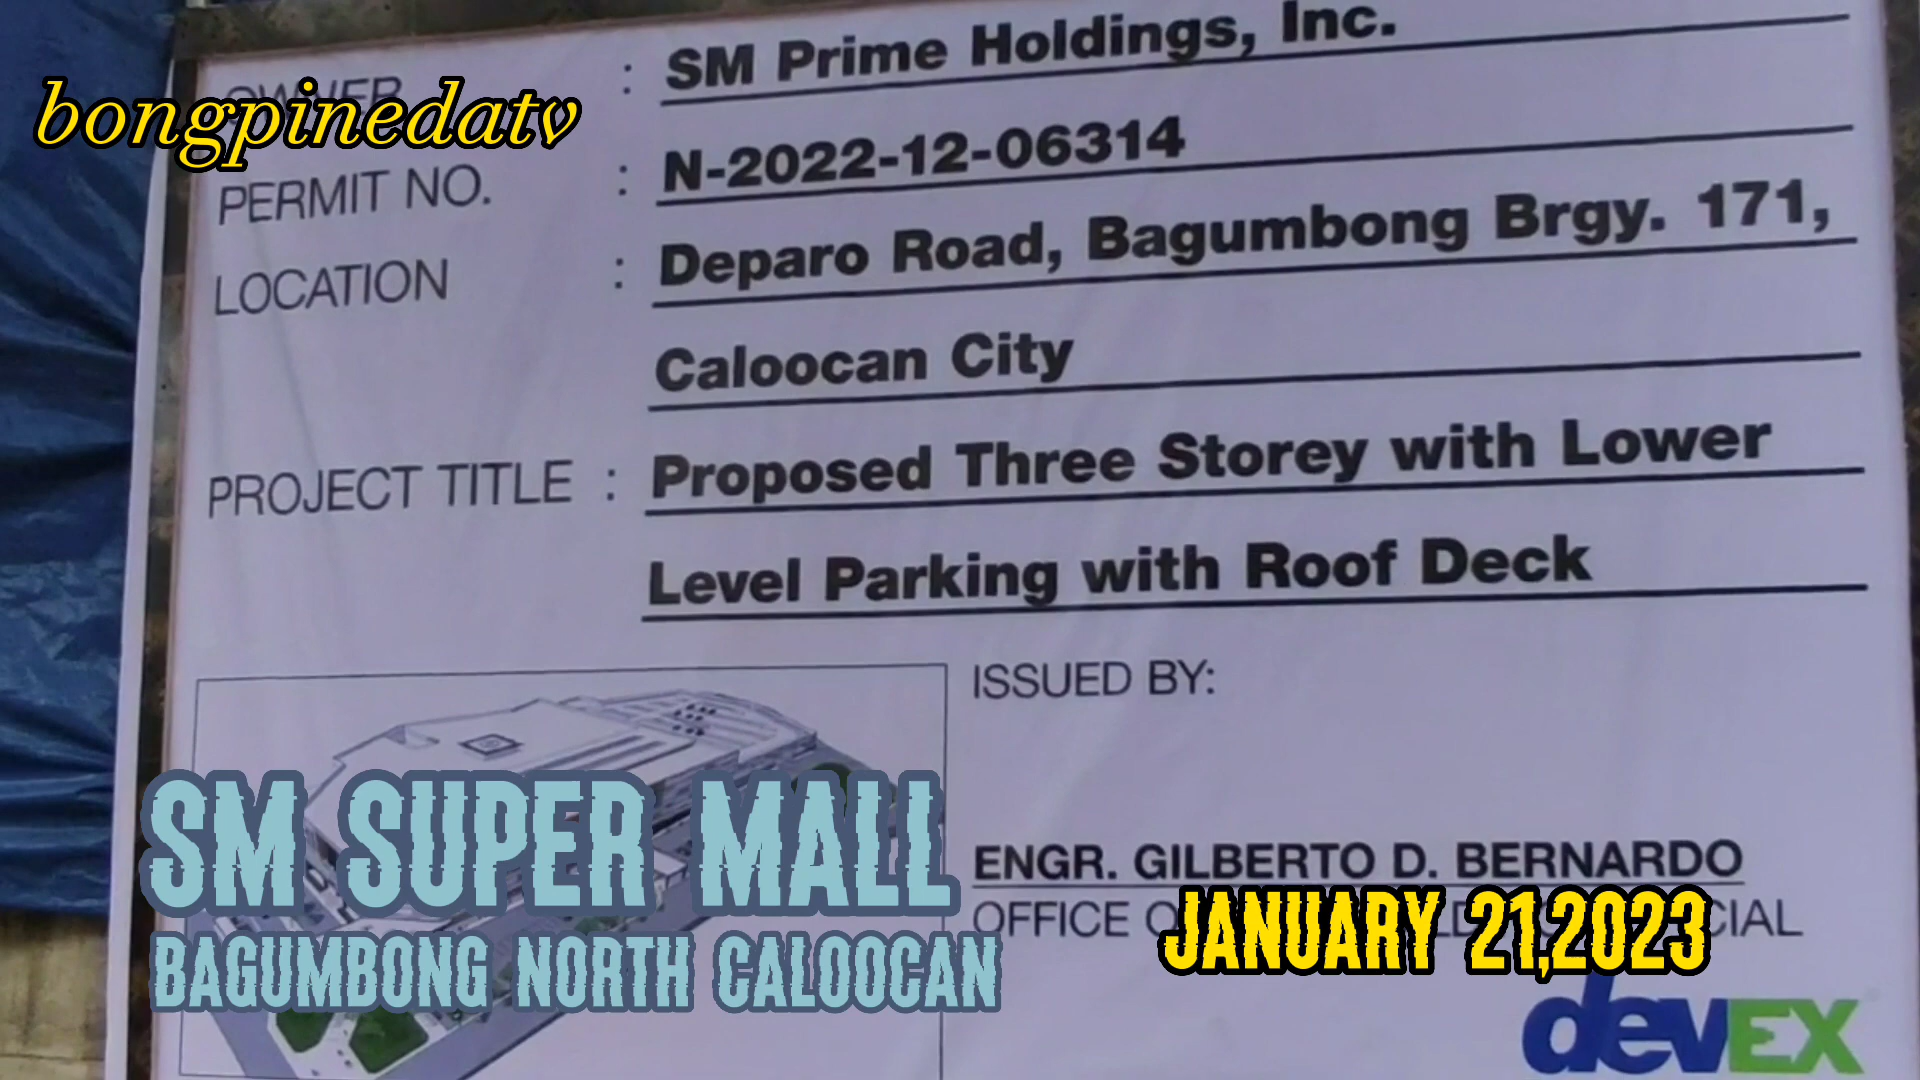 OWNER : SM Prime Holdings, Inc.
bongpinedatv
PERMIT NO. : N-2022-12-06314
LOCATION : Deparo Road, Bagumbong Brgy. 171,
Caloocan City
PROJECT TITLE : Proposed Three Storey with Lower
Level Parking with Roof Deck
ISSUED BY:
SM SUPER MALL
BAGUMBONG NORTH CALOOCAN
ENGR. GILBERTO D. BERNARDO
OFFICE
JANUARY 21,2023
devEX